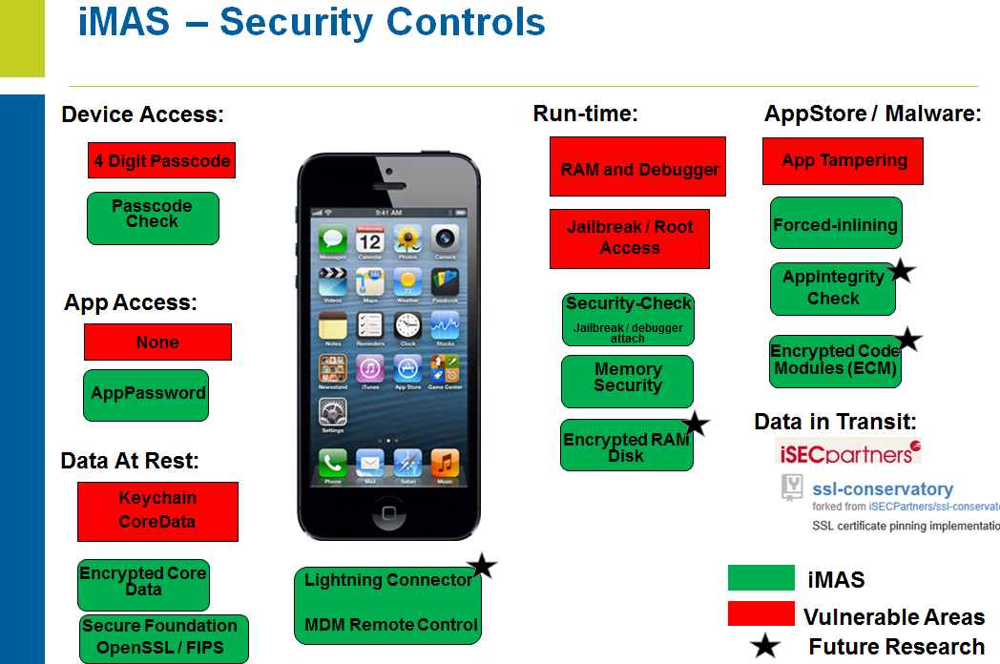 iMAS – Security Controls
Device Access:
4 Digit Passcode
Passcode
Check
App Access:
None
AppPassword
Data At Rest:
Keychain
CoreData
Encrypted Core
Data
Secure Foundation
OpenSSL / FIPS
9:41 AM
Wednesday
12
Messages
Calendar
Photos
Camera
73°
Videos
Maps
Weather
Passbook
Notes
Reminders
Clock
Stocks
Newsstand
iTunes
App Store
Game Center
Settings
Phone
Mail
Safari
Music
Lightning Connector
MDM Remote Control
Run-time:
RAM and Debugger
Jailbreak / Root
Access
Security-Check
Jailbreak / debugger
attach
Memory
Security
Encrypted RAM
Disk
AppStore / Malware:
App Tampering
Forced-inlining
AppIntegrity
Check
Encrypted Code
Modules (ECM)
Data in Transit:
iSECpartners
ssl-conservatory
forked from iSECPartners/ssl-conservato
SSL certificate pinning implementatio
iMAS
Vulnerable Areas
Future Research